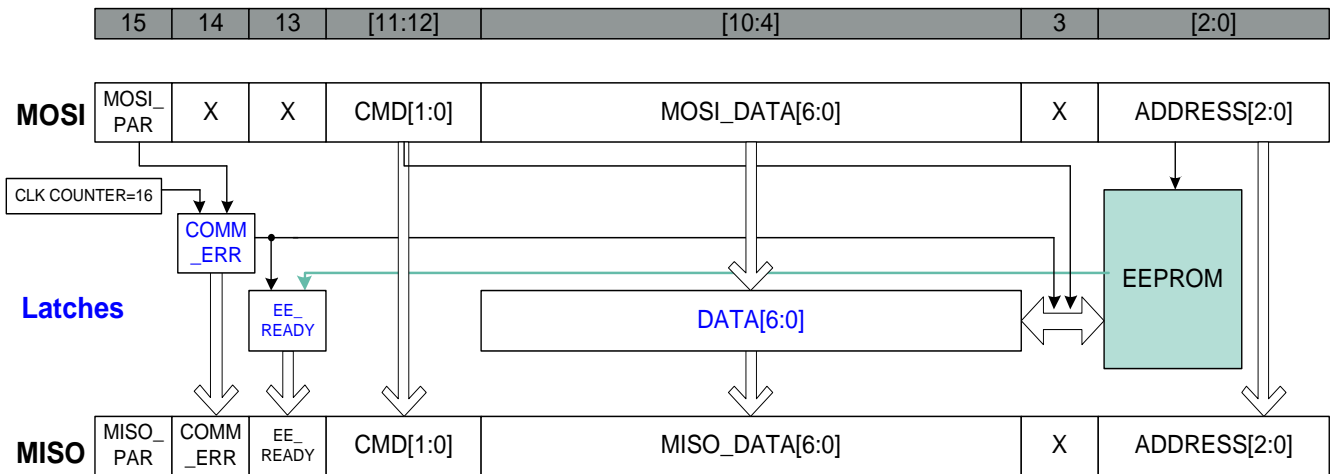 15 14 13 [11:12] [10:4] 3 [2:0]
MOSI MOSI_ PAR X X CMD[1:0] MOSI_DATA[6:0] X ADDRESS[2:0]
CLK COUNTER=16
COMM _ERR
EEPROM
Latches
EE_ READY
DATA[6:0]
MISO MISO_ PAR COMM _ERR EE_ READY CMD[1:0] MISO_DATA[6:0] X ADDRESS[2:0]